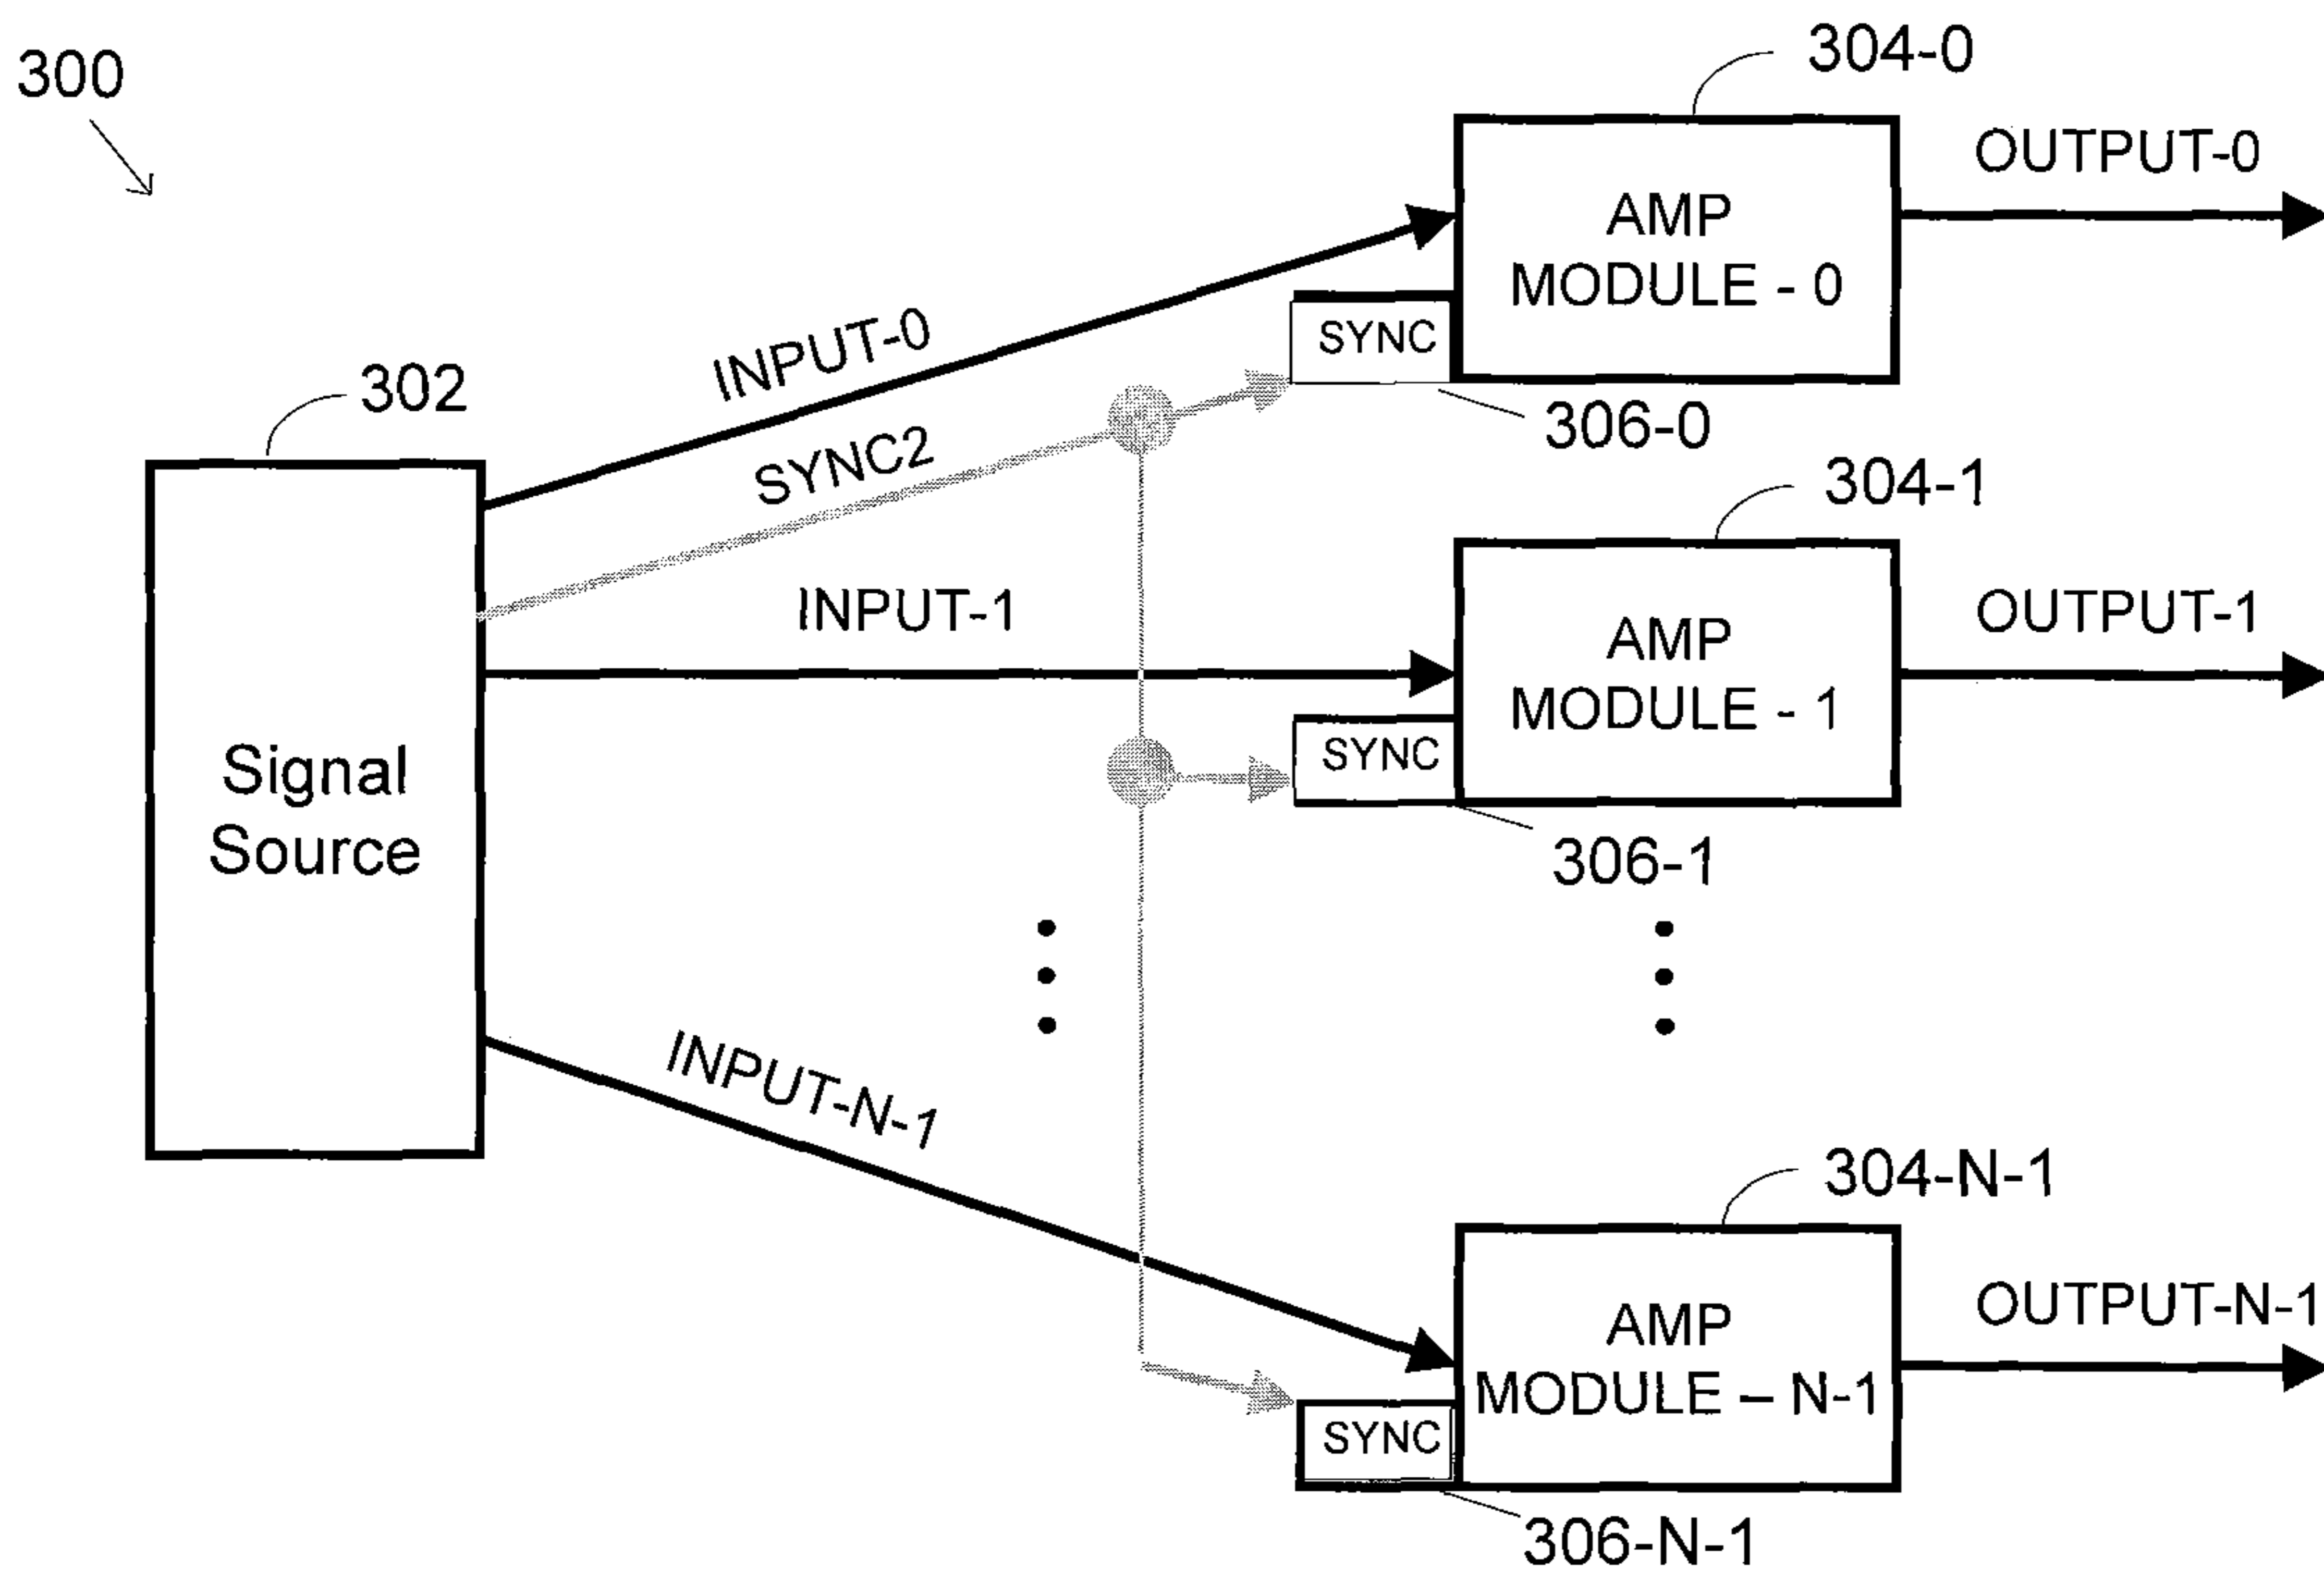 300
304-0
OUTPUT-0
AMP
MODULE - 0
INPUT-0
SYNC
306-0
302
SYNC2
304-1
INPUT-1
OUTPUT-1
AMP
MODULE - 1
SYNC
306-1
Signal
Source
INPUT-N-1
304-N-1
OUTPUT-N-1
AMP
MODULE – N-1
SYNC
306-N-1